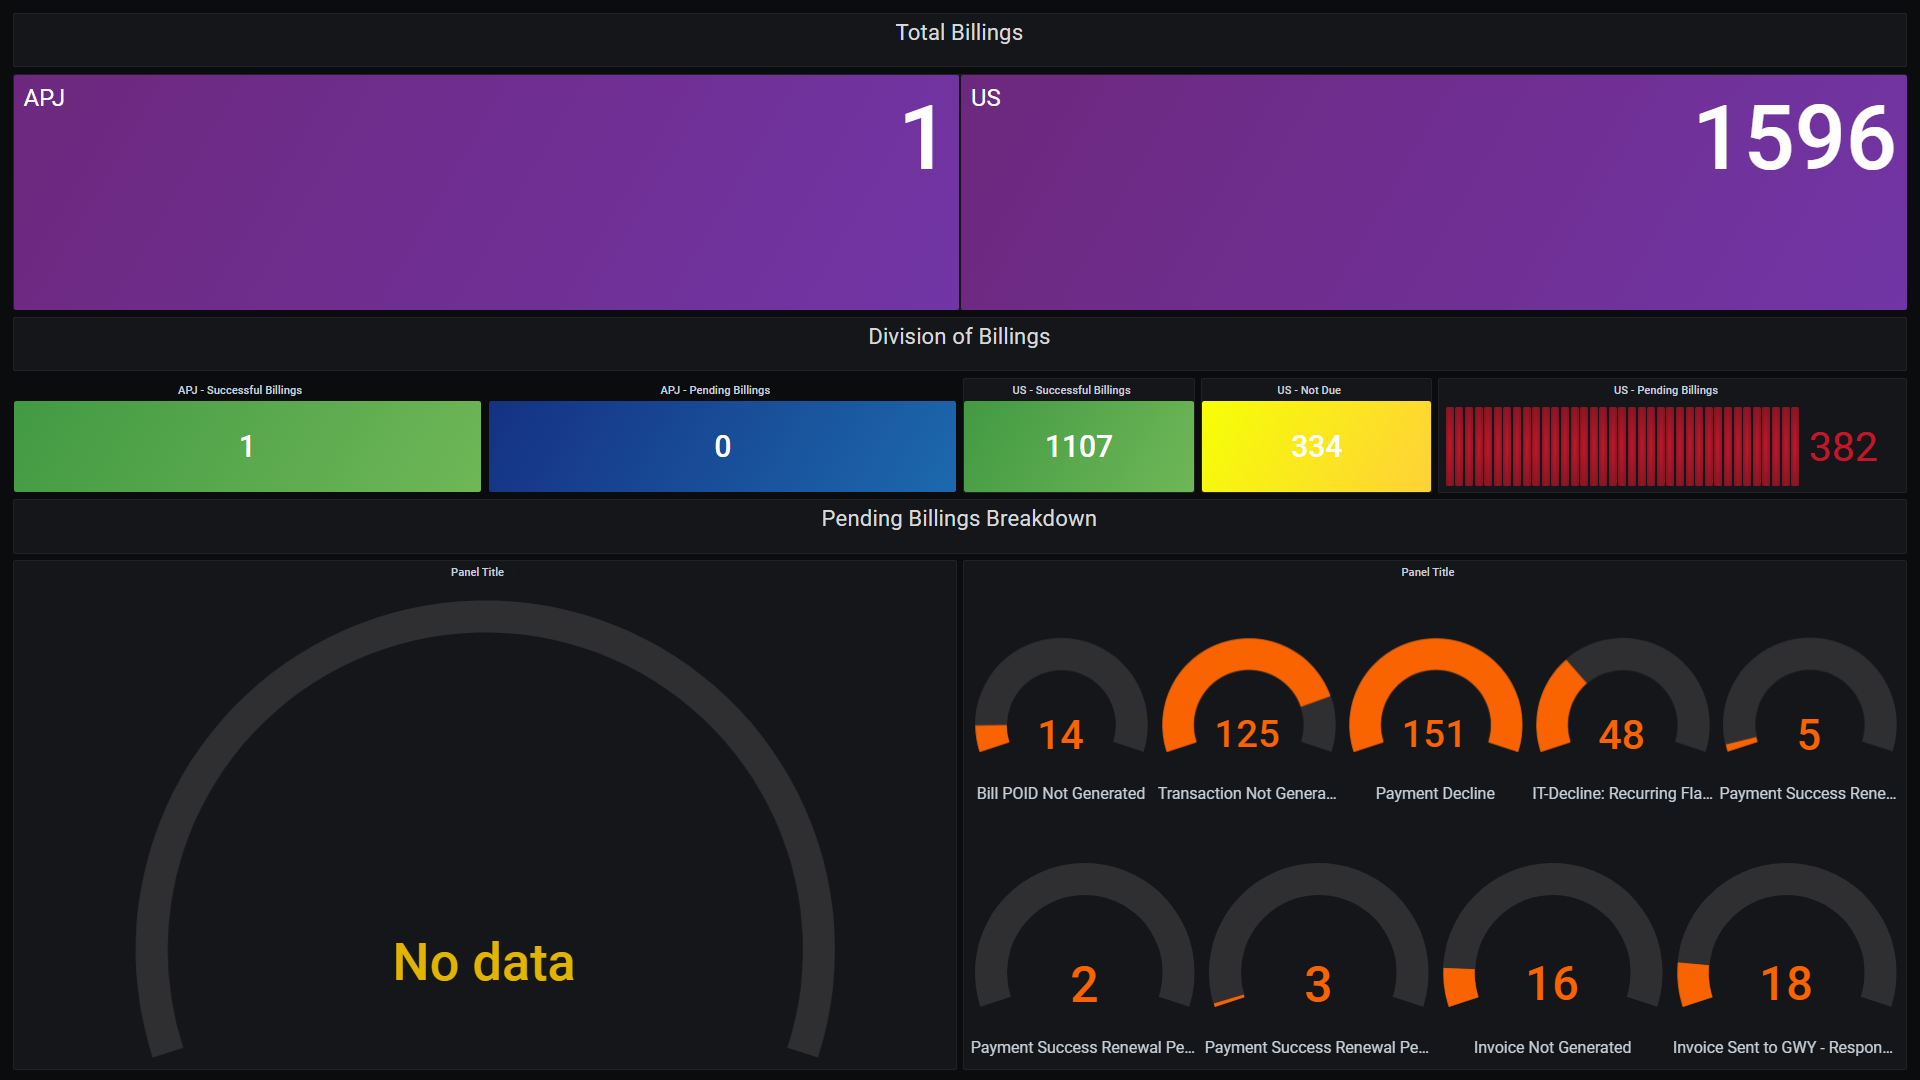 Total Billings
APJ
1
US
1596
Division of Billings
APJ - Successful Billings
1
APJ - Pending Billings
0
US - Successful Billings
1107
US - Not Due
334
US - Pending Billings
382
Pending Billings Breakdown
Panel Title
No data
Panel Title
14
125
151
48
5
Bill POID Not Generated
Transaction Not Genera...
Payment Decline
IT-Decline: Recurring Fla...
Payment Success Rene...
2
3
16
18
Payment Success Renewal Pe...
Payment Success Renewal Pe...
Invoice Not Generated
Invoice Sent to GWY - Respon...